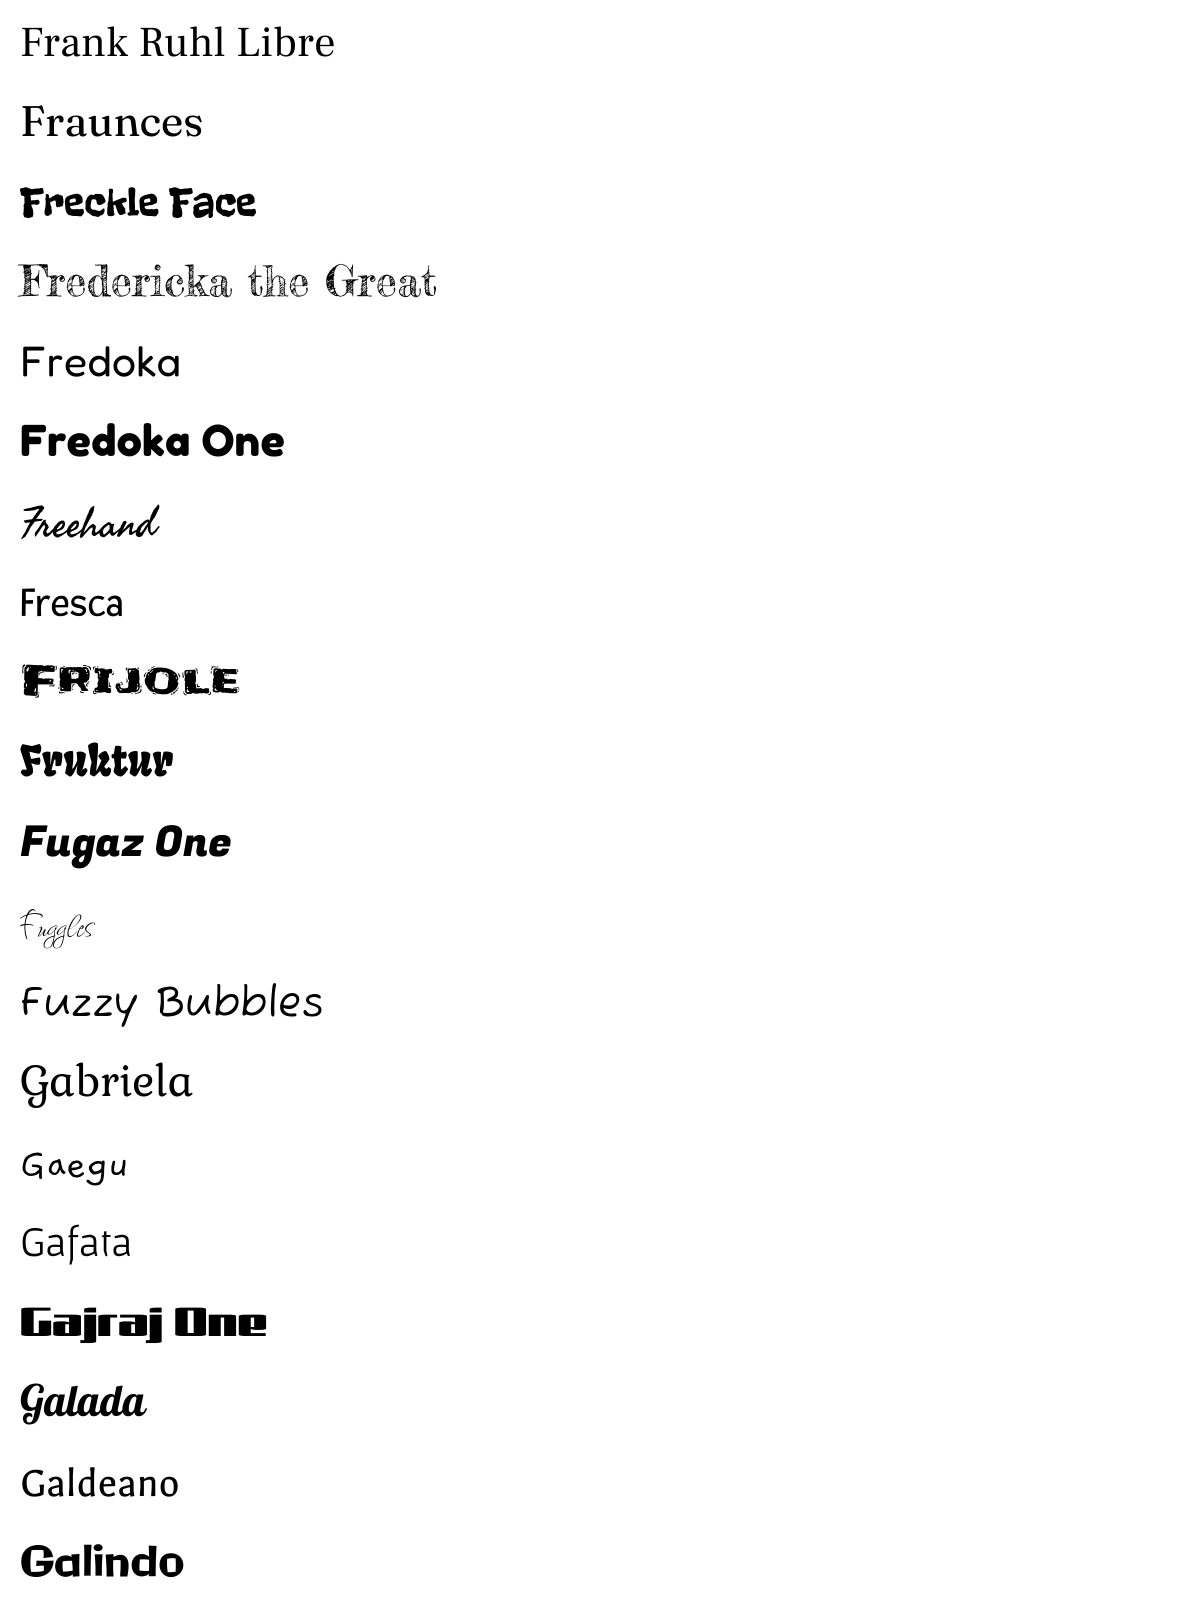 Frank Ruhl Libre
Fraunces
Freckle Face
Fredericka the Great
Fredoka
Fredoka One
Freehand
Fresca
Frijole
Fruktur
Fugaz One
Fuggles
Fuzzy Bubbles
Gabriela
Gaegu
Gafata
Gajraj One
Galada
Galdeano
Galindo